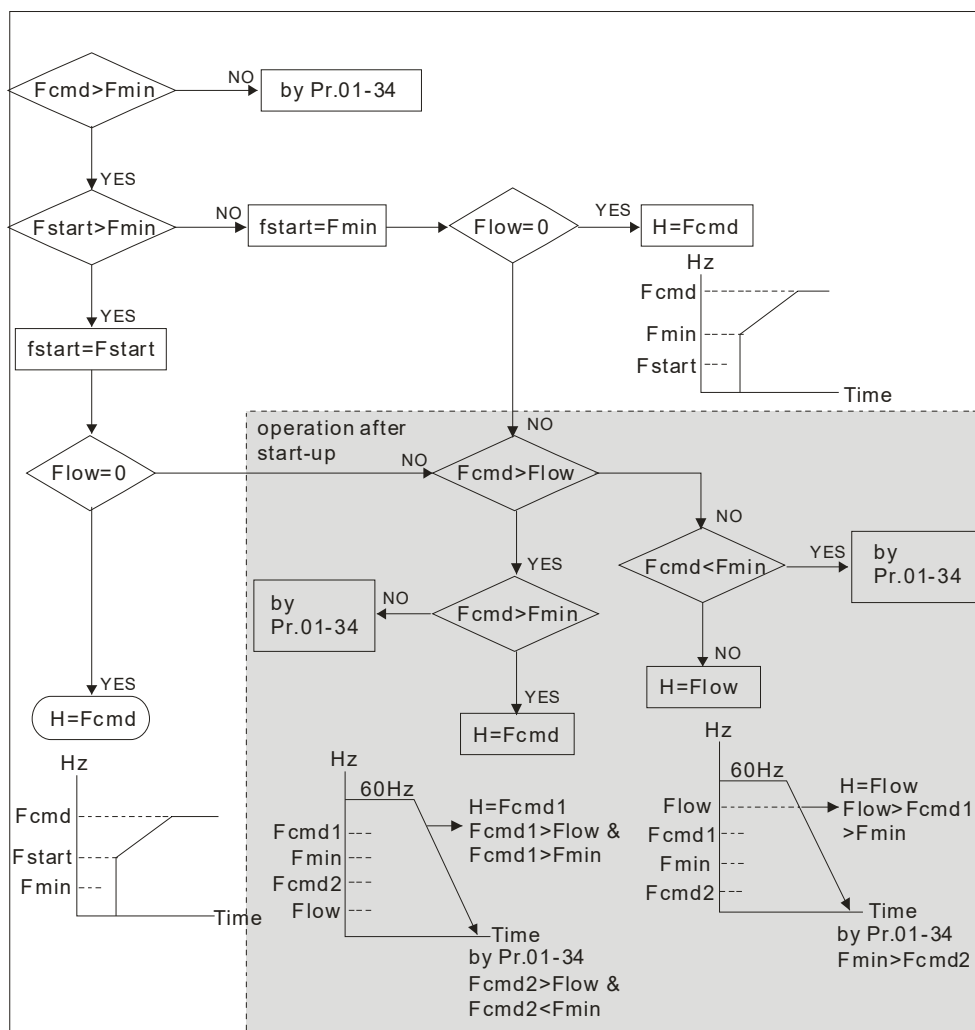 Fcmd>Fmin
NO
by Pr.01-34
YES
Fstart>Fmin
NO
fstart=Fmin
Flow=0
YES
H=Fcmd
Hz
Fcmd
Fmin
Fstart
Time
YES
fstart=Fstart
NO
operation after
start-up
Flow=0
NO
Fcmd>Flow
NO
YES
Fcmd<Fmin
YES
by
Pr.01-34
by
Pr.01-34
NO
Fcmd>Fmin
NO
H=Flow
YES
H=Fcmd
YES
H=Fcmd
Hz
Fcmd
Fstart
Fmin
Time
Hz
60Hz
Fcmd1
Fmin
Fcmd2
Flow
H=Fcmd1
Fcmd1>Flow &
Fcmd1>Fmin
Time
by Pr.01-34
Fcmd2>Flow &
Fcmd2<Fmin
Hz
60Hz
Flow
Fcmd1
Fmin
Fcmd2
H=Flow
Flow>Fcmd1
>Fmin
Time
by Pr.01-34
Fmin>Fcmd2